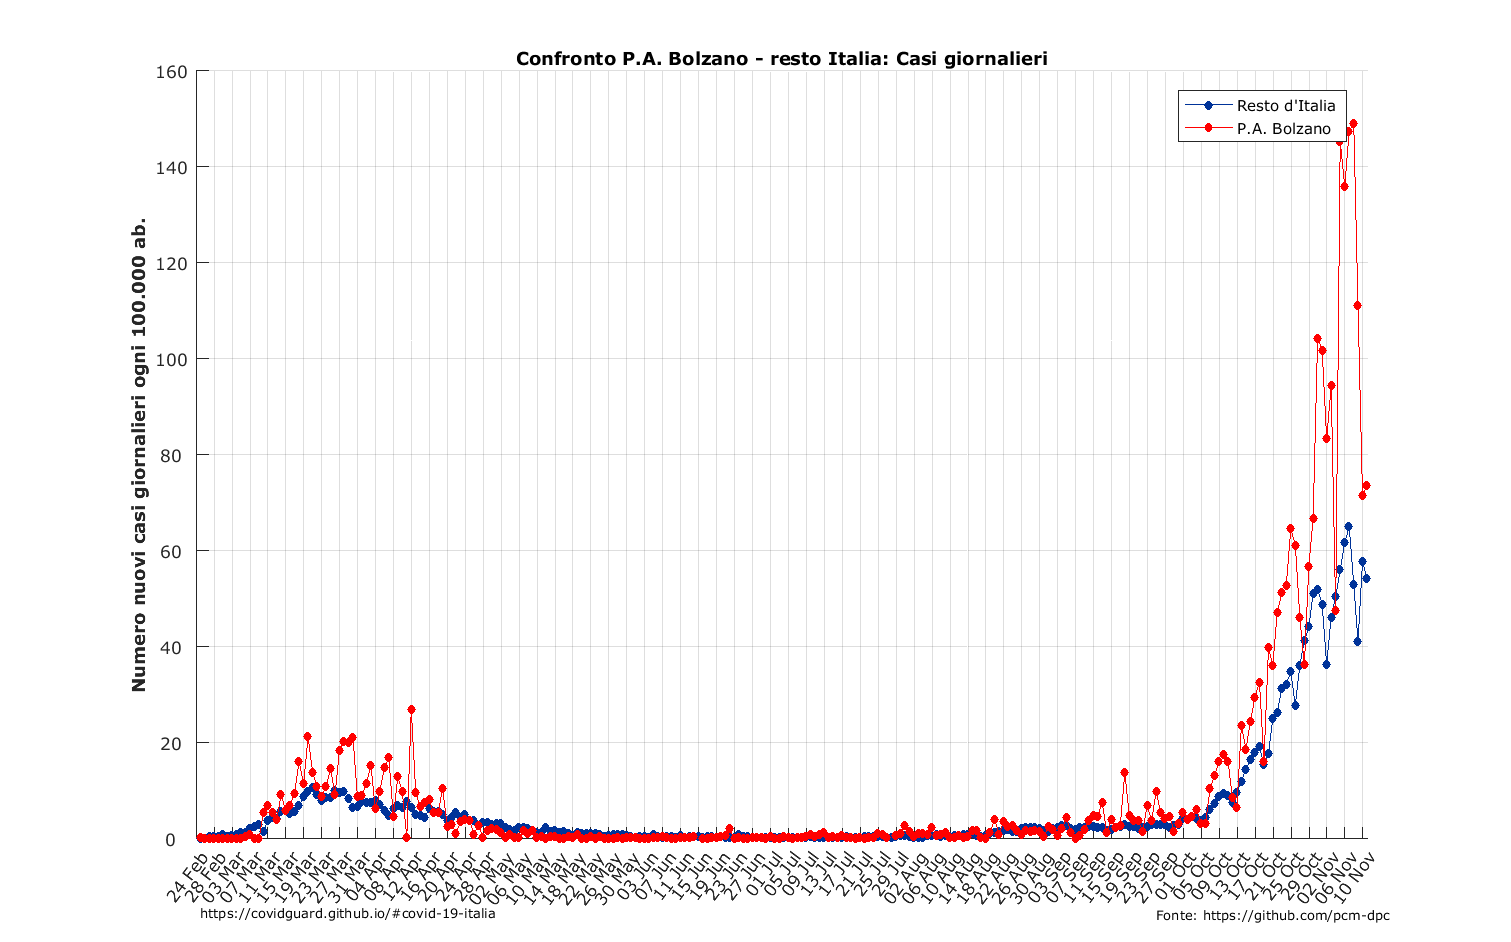 Confronto P.A. Bolzano - resto Italia: Casi giornalieri
Resto d'Italia
P.A. Bolzano
Numero nuovi casi giornalieri ogni 100.000 ab.
160
140
120
100
80
60
40
20
0
24 Feb
28 Feb
03 Mar
07 Mar
11 Mar
15 Mar
19 Mar
23 Mar
27 Mar
31 Mar
04 Apr
08 Apr
12 Apr
16 Apr
20 Apr
24 Apr
28 Apr
02 May
06 May
10 May
14 May
18 May
22 May
26 May
30 May
03 Jun
07 Jun
11 Jun
15 Jun
19 Jun
23 Jun
27 Jun
01 Jul
05 Jul
09 Jul
13 Jul
17 Jul
21 Jul
25 Jul
29 Jul
02 Aug
06 Aug
10 Aug
14 Aug
18 Aug
22 Aug
26 Aug
30 Aug
03 Sep
07 Sep
11 Sep
15 Sep
19 Sep
23 Sep
27 Sep
01 Oct
05 Oct
09 Oct
13 Oct
17 Oct
21 Oct
25 Oct
29 Oct
02 Nov
06 Nov
10 Nov
https://covidguard.github.io/#covid-19-italia
Fonte: https://github.com/pcm-dpc